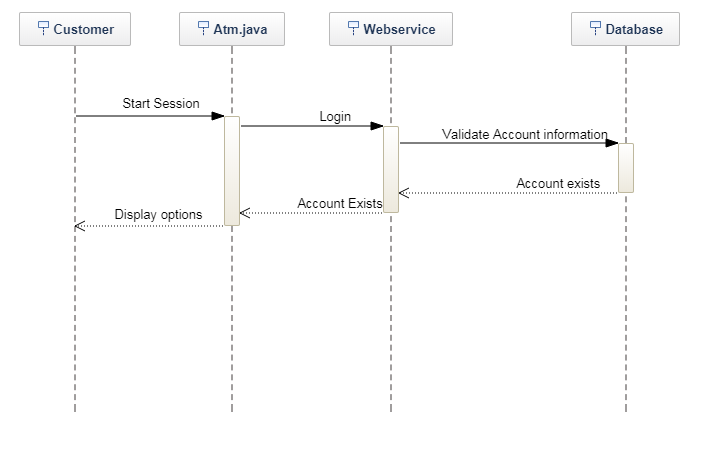 Customer
Atm.java
Webservice
Database
Start Session
Login
Validate Account information
Account exists
Account Exists
Display options